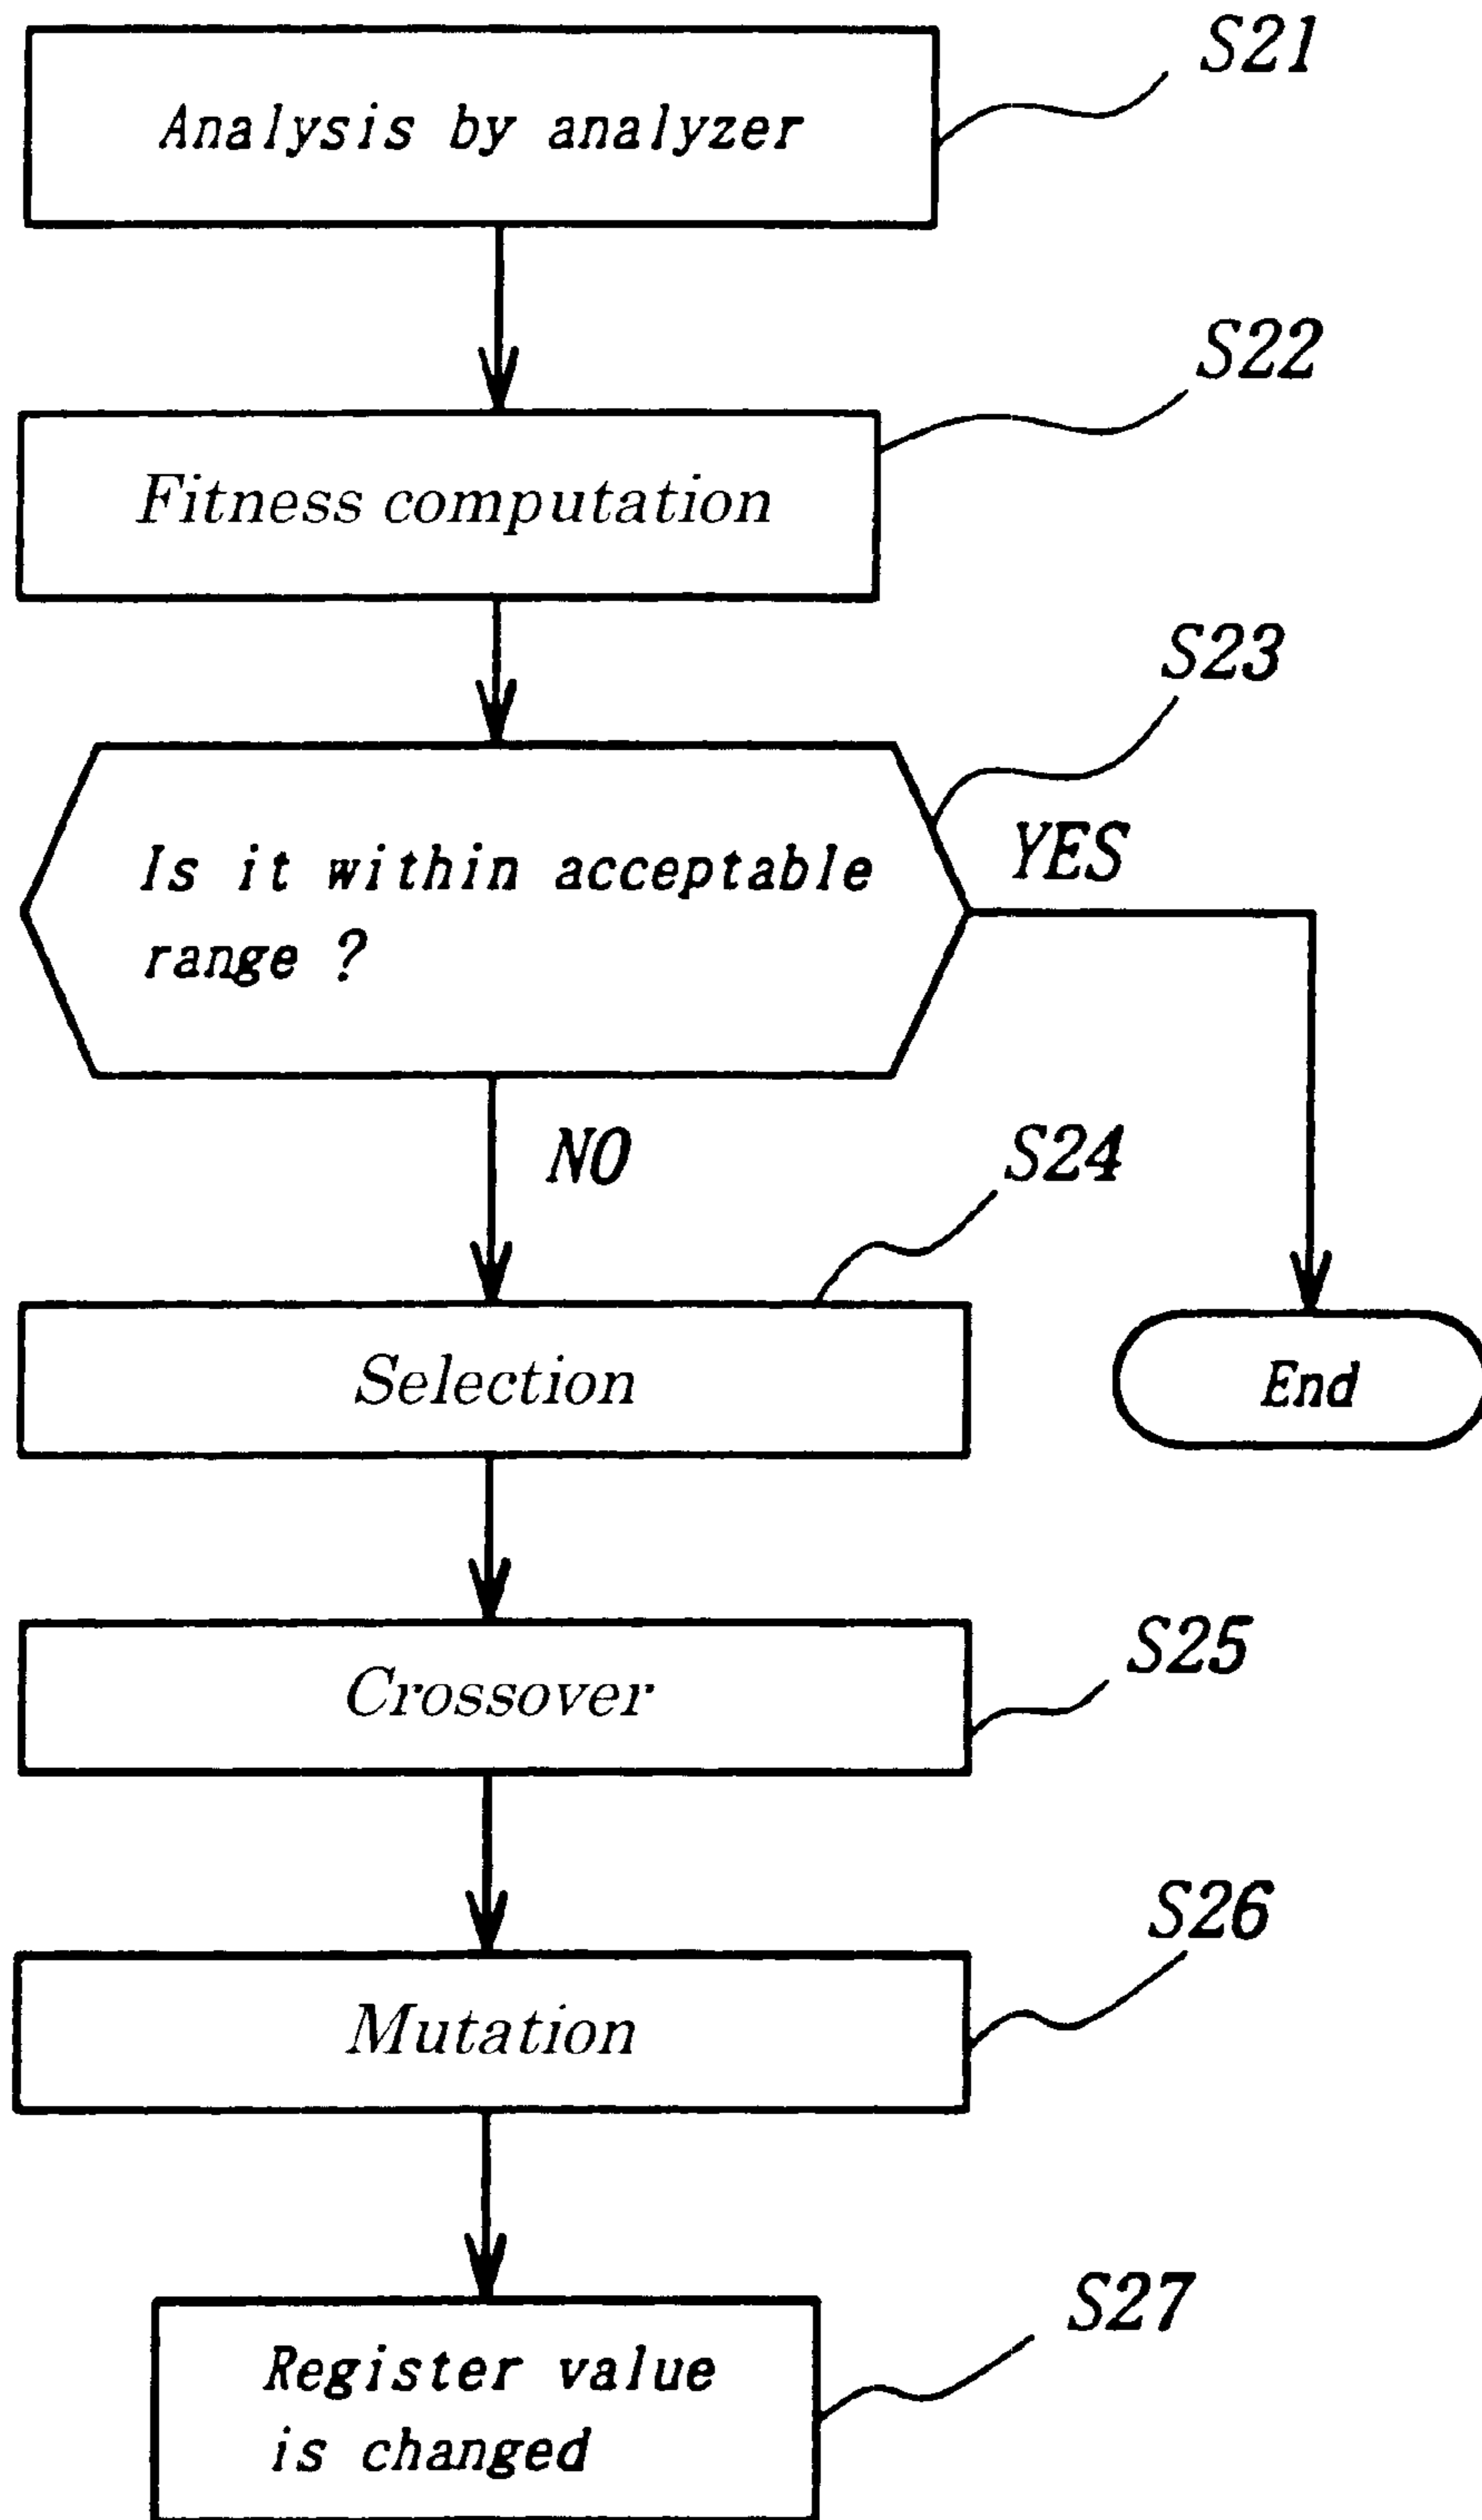 S21
Analysis by analyzer
S22
Fitness computation
S23
Is it within acceptable
range ?
YES
NO
S24
Selection
End
S25
Crossover
S26
Mutation
S27
Register value
is changed